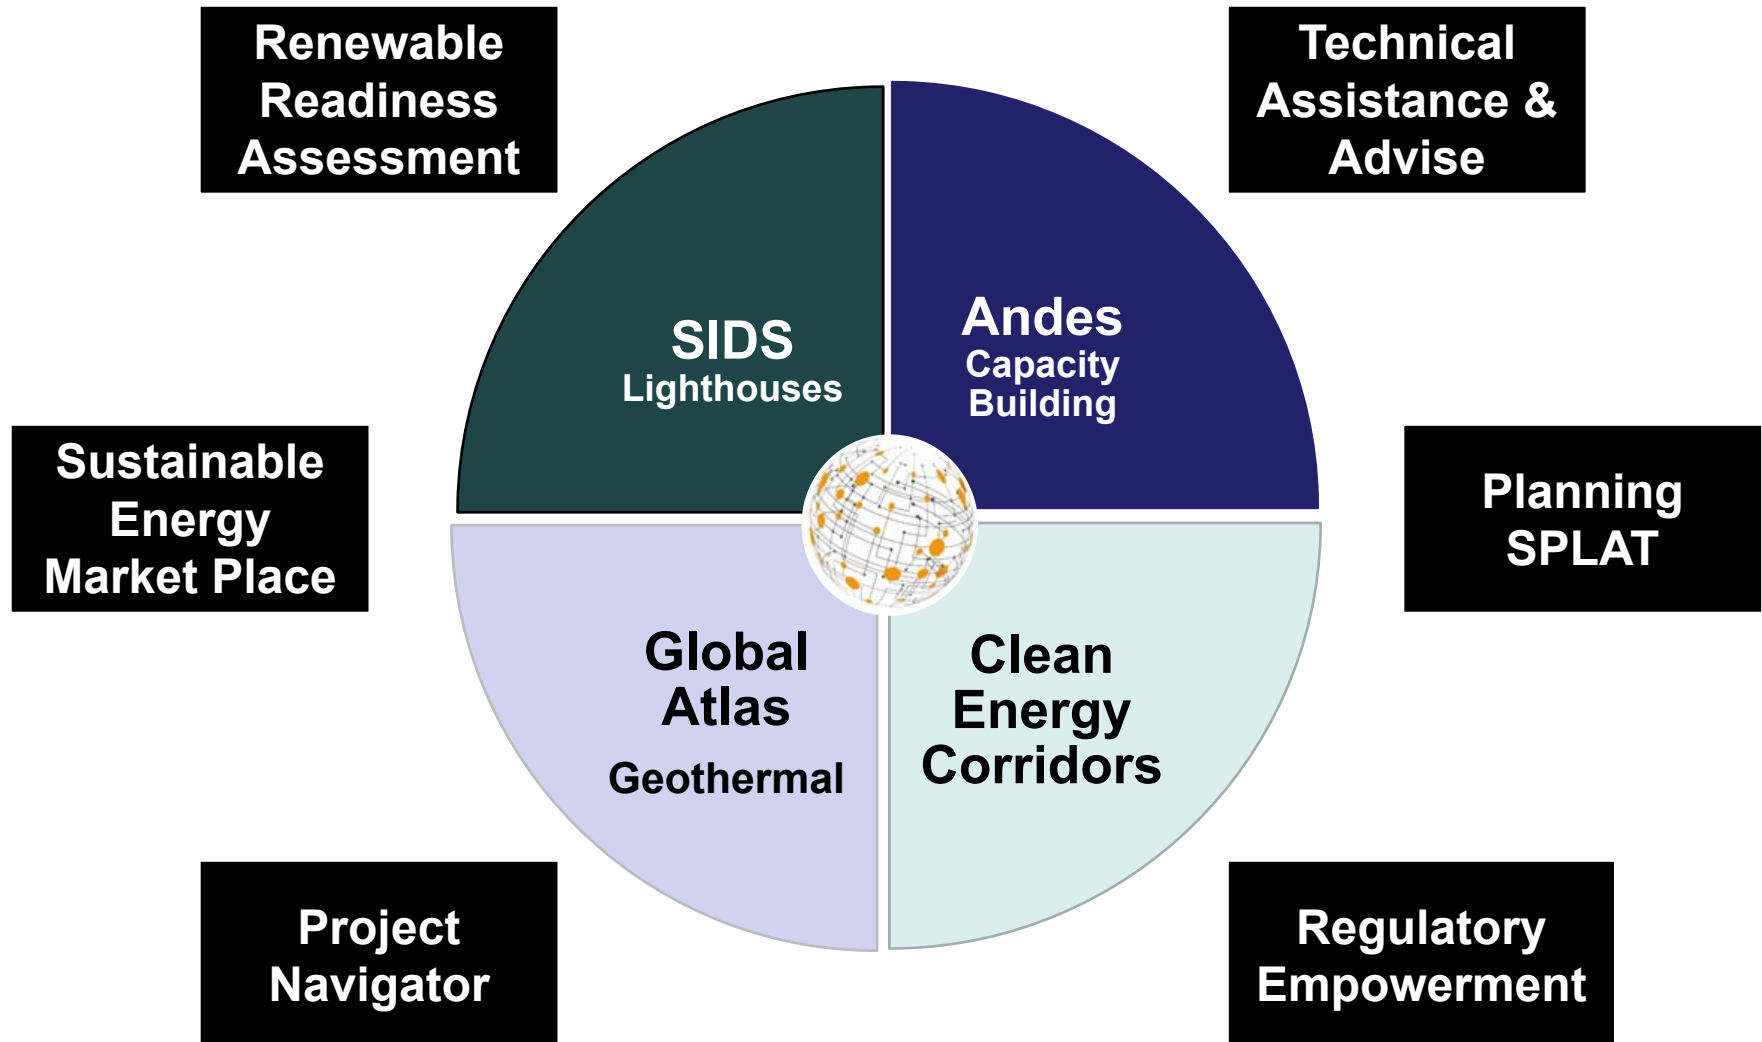 Renewable
Readiness
Assessment
Technical
Assistance &
Advise
SIDS
Lighthouses
Andes
Capacity
Building
Sustainable
Energy
Market Place
Planning
SPLAT
Global
Atlas
Geothermal
Clean
Energy
Corridors
Project
Navigator
Regulatory
Empowerment